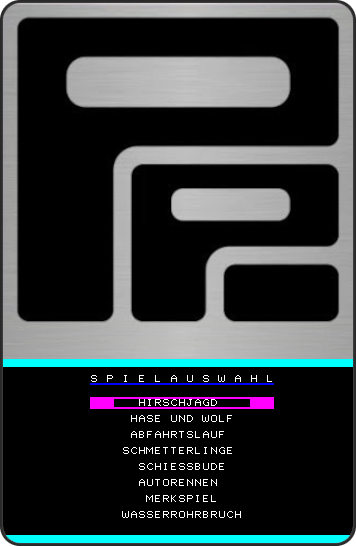 SPIELAUSWAHL
HIRSCHJAGD
HASE UND WOLF
ABFAHRTSLAUF
SCHMETTERLINGE
SCHIESSBUDE
AUTORENNEN
MERKSPIEL
WASSERROHRBRUCH